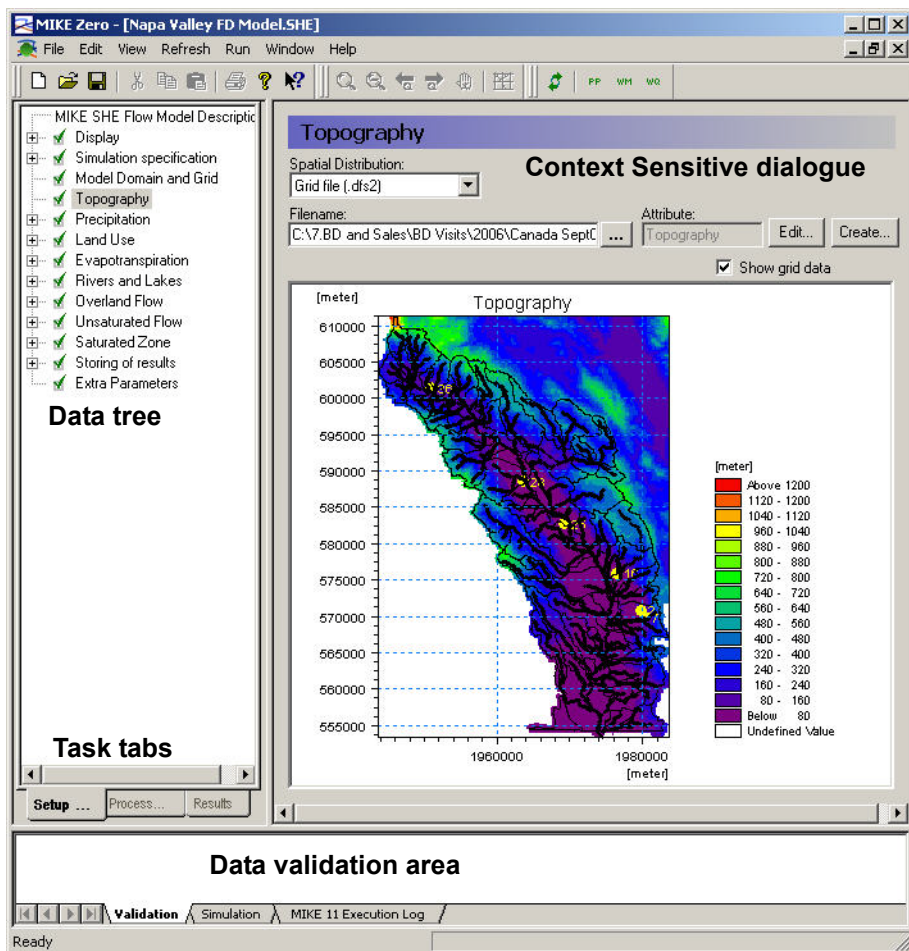 MIKE Zero - [Napa Valley FD Model.SHE]
File Edit View Refresh Run Window Help
PP WM WQ
MIKE SHE Flow Model Descriptic
Display
Simulation specification
Model Domain and Grid
Topography
Precipitation
Land Use
Evapotranspiration
Rivers and Lakes
Overland Flow
Unsaturated Flow
Saturated Zone
Storing of results
Extra Parameters
Data tree
Task tabs
Setup ... Process... Results
Topography
Context Sensitive dialogue
Spatial Distribution:
Grid file (.dfs2)
Filename: Attribute:
C:\7.BD and Sales\BD Visits\2006\Canada Sept ... Topography Edit... Create...
Show grid data
[meter] Topography
610000
605000
600000
595000
590000
585000
580000
575000
570000
565000
560000
555000
1960000 1980000
[meter]
[meter]
Above 1200
1120 - 1200
1040 - 1120
960 - 1040
880 - 960
800 - 880
720 - 800
640 - 720
560 - 640
480 - 560
400 - 480
320 - 400
240 - 320
160 - 240
80 - 160
Below 80
Undefined Value
Data validation area
Validation Simulation MIKE 11 Execution Log
Ready